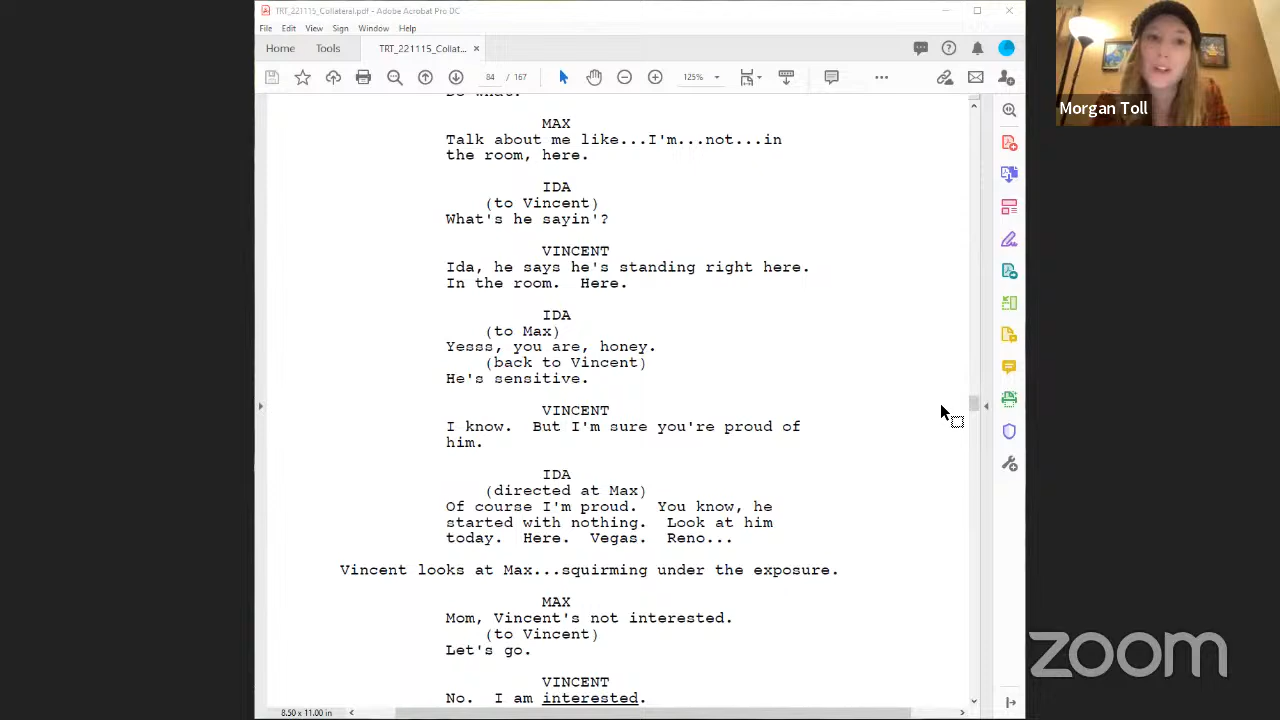 TRT_221115_Collateral.pdf - Adobe Acrobat Pro DC
File Edit View Sign Window Help
Home Tools TRT_221115_Collat... ×
84 / 167 125%
Morgan Toll
MAX
Talk about me like...I'm...not...in
the room, here.
IDA
(to Vincent)
What's he sayin'?
VINCENT
Ida, he says he's standing right here.
In the room. Here.
IDA
(to Max)
Yesss, you are, honey.
(back to Vincent)
He's sensitive.
VINCENT
I know. But I'm sure you're proud of
him.
IDA
(directed at Max)
Of course I'm proud. You know, he
started with nothing. Look at him
today. Here. Vegas. Reno...
Vincent looks at Max...squirming under the exposure.
MAX
Mom, Vincent's not interested.
(to Vincent)
Let's go.
VINCENT
No. I am interested.
8.50 x 11.00 in
zoom